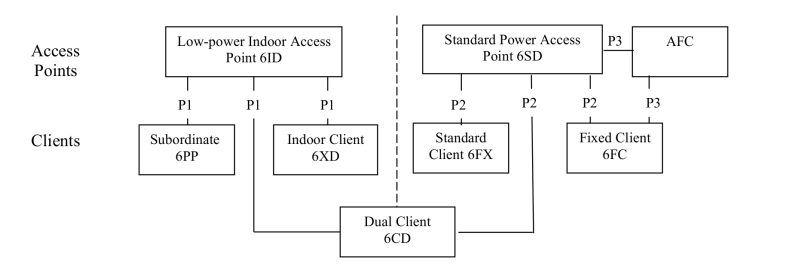 Access
Points
Low-power Indoor Access
Point 6ID
Standard Power Access
Point 6SD
P3
AFC
P1
P1
P1
P2
P2
P2
P3
Clients
Subordinate
6PP
Indoor Client
6XD
Standard
Client 6FX
Fixed Client
6FC
Dual Client
6CD